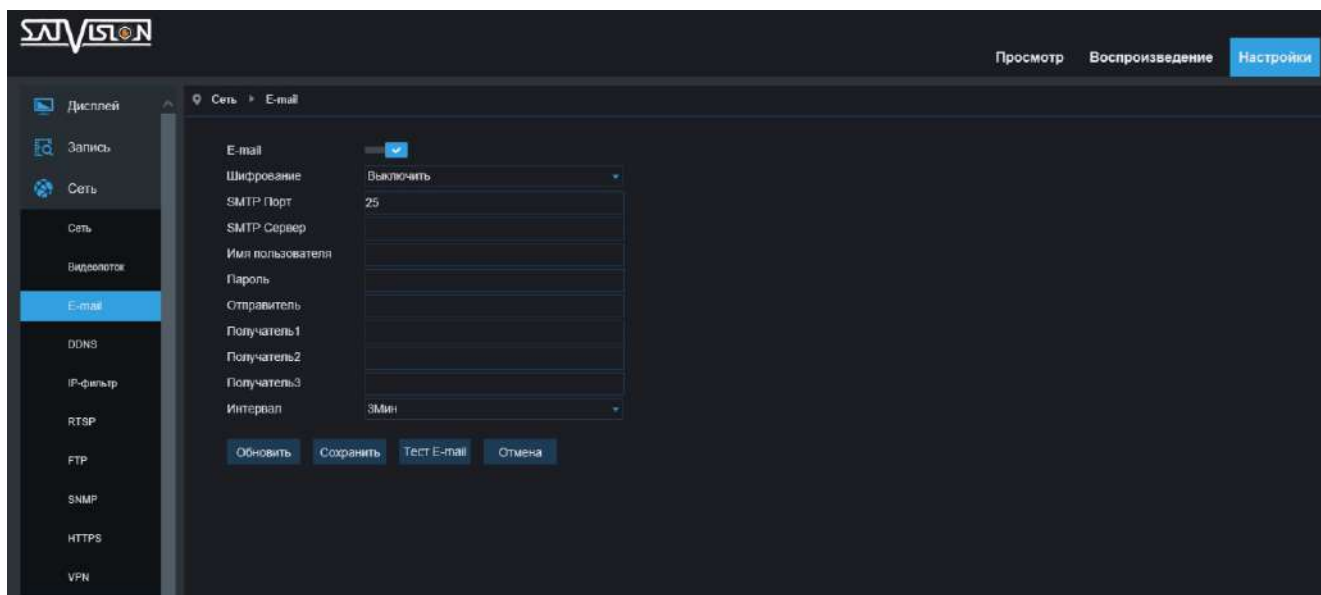 SATVISION
Просмотр Воспроизведение Настройки
Дисплей
Запись
Сеть
Сеть
Видеопоток
E-mail
DDNS
IP-фильтр
RTSP
FTP
SNMP
HTTPS
VPN
Сеть E-mail
E-mail
Шифрование Выключить
SMTP Порт 25
SMTP Сервер
Имя пользователя
Пароль
Отправитель
Получатель1
Получатель2
Получатель3
Интервал 3Мин
Обновить Сохранить Тест E-mail Отмена